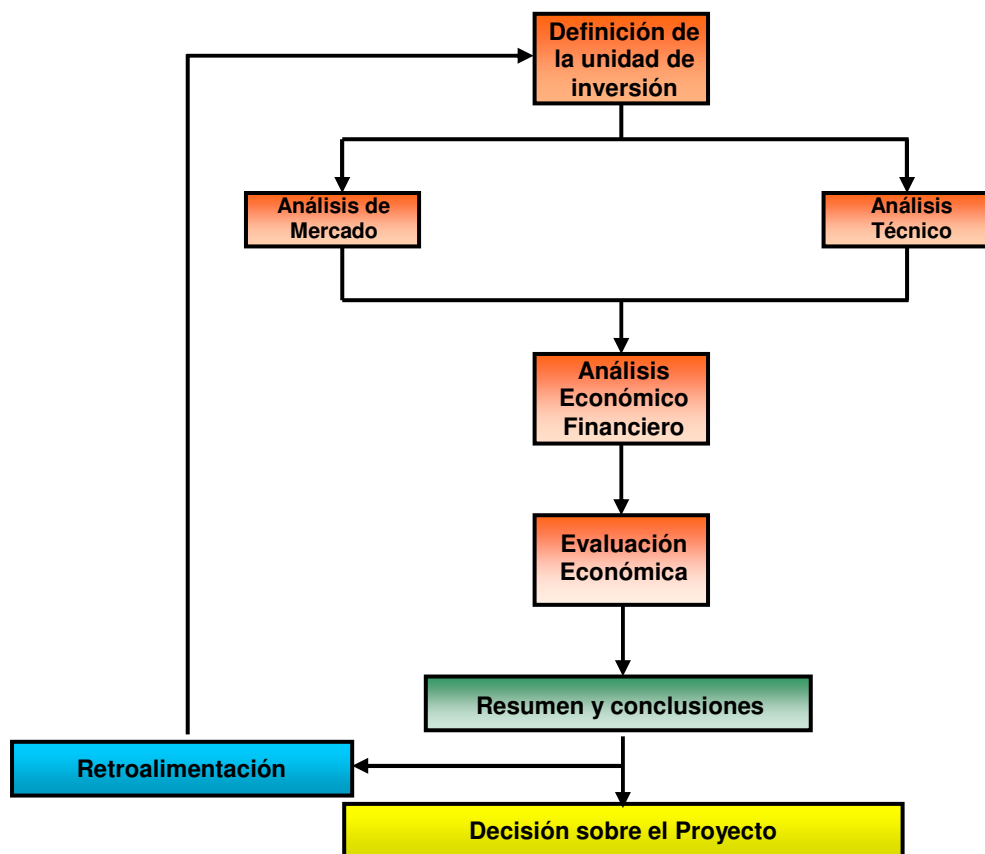 Definición de
la unidad de
inversión
Análisis de
Mercado
Análisis
Técnico
Análisis
Económico
Financiero
Evaluación
Económica
Resumen y conclusiones
Retroalimentación
Decisión sobre el Proyecto